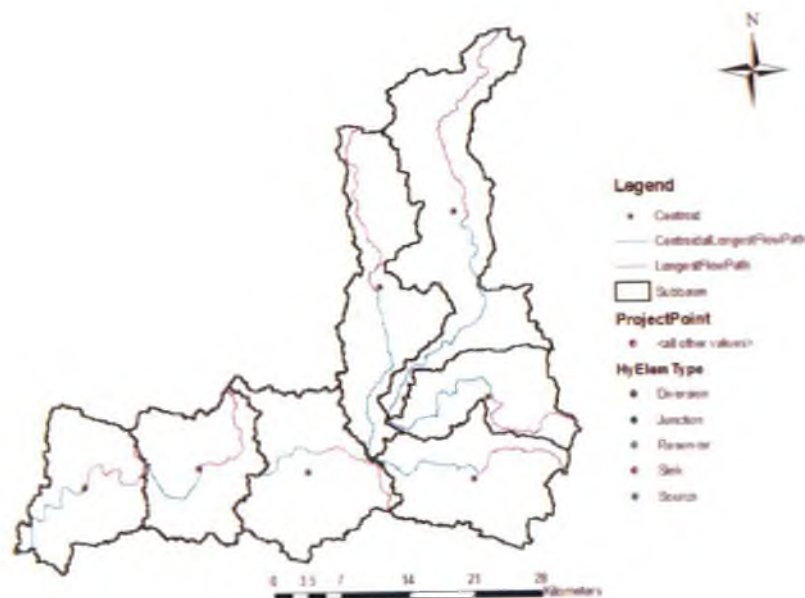 N
Legend
Centroid
CentroidalLongestFlowPath
LongestFlowPath
Subbasin
ProjectPoint
<all other values>
HyElem Type
Diversion
Junction
Reservoir
Sink
Source
0 3.5 7 14 21 28
Kilometers